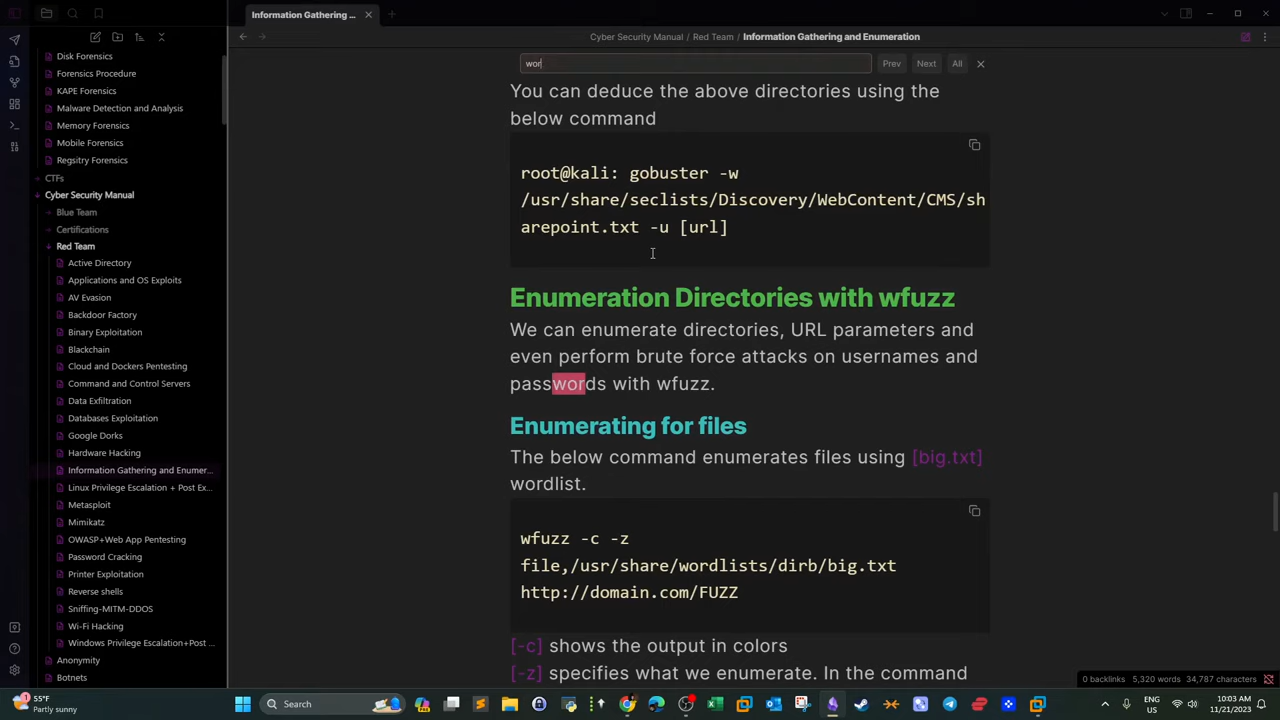 Information Gathering ...
Cyber Security Manual / Red Team / Information Gathering and Enumeration
wor
Prev
Next
All
Disk Forensics
Forensics Procedure
KAPE Forensics
Malware Detection and Analysis
Memory Forensics
Mobile Forensics
Regsitry Forensics
CTFs
Cyber Security Manual
Blue Team
Certifications
Red Team
Active Directory
Applications and OS Exploits
AV Evasion
Backdoor Factory
Binary Exploitation
Blackchain
Cloud and Dockers Pentesting
Command and Control Servers
Data Exfiltration
Databases Exploitation
Google Dorks
Hardware Hacking
Information Gathering and Enumer...
Linux Privilege Escalation + Post Ex...
Metasploit
Mimikatz
OWASP+Web App Pentesting
Password Cracking
Printer Exploitation
Reverse shells
Sniffing-MITM-DDOS
Wi-Fi Hacking
Windows Privilege Escalation+Post ...
Anonymity
Botnets
You can deduce the above directories using the
below command
root@kali: gobuster -w
/usr/share/seclists/Discovery/WebContent/CMS/sh
arepoint.txt -u [url]
Enumeration Directories with wfuzz
We can enumerate directories, URL parameters and
even perform brute force attacks on usernames and
passwords with wfuzz.
Enumerating for files
The below command enumerates files using [big.txt]
wordlist.
wfuzz -c -z
file,/usr/share/wordlists/dirb/big.txt
http://domain.com/FUZZ
[-c] shows the output in colors
[-z] specifies what we enumerate. In the command
0 backlinks 5,320 words 34,787 characters
1
55°F
Partly sunny
Search
ENG
US
10:03 AM
11/21/2023